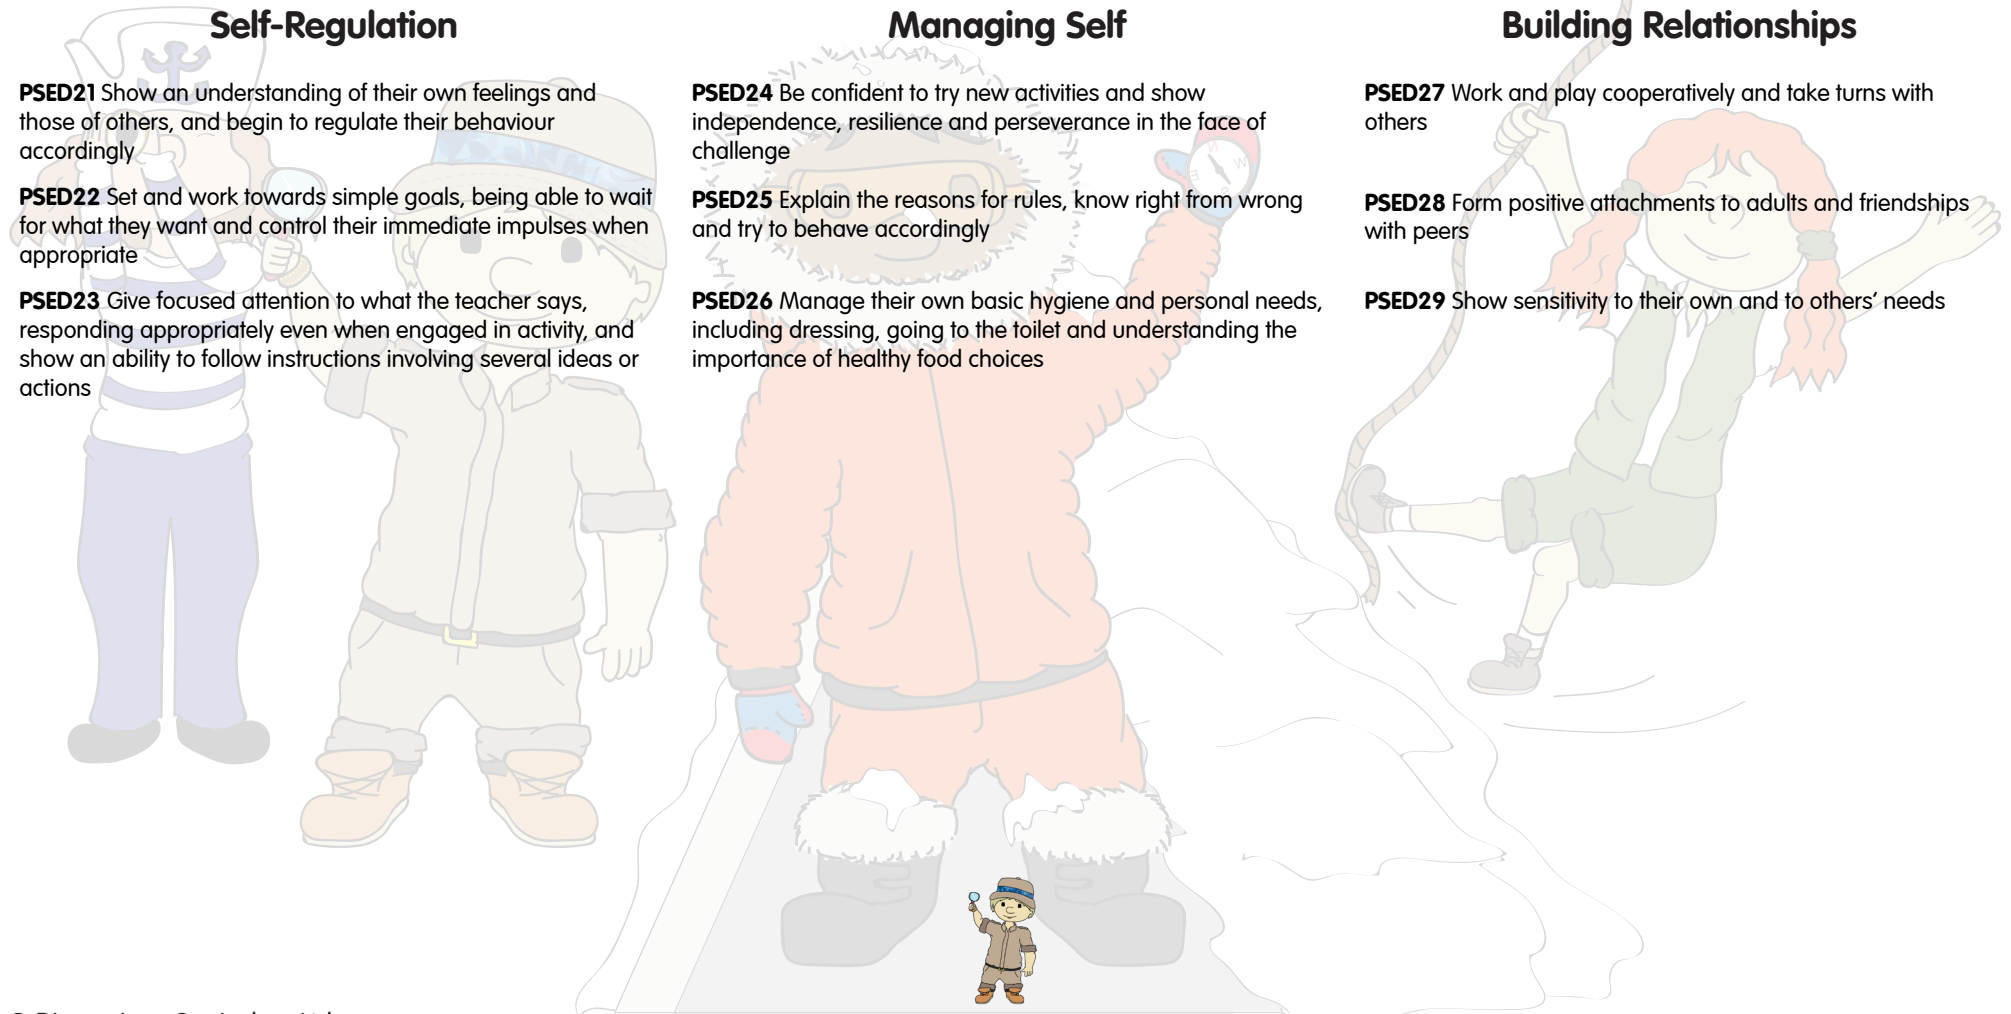 Self-Regulation
PSED21 Show an understanding of their own feelings and
those of others, and begin to regulate their behaviour
accordingly
PSED22 Set and work towards simple goals, being able to wait
for what they want and control their immediate impulses when
appropriate
PSED23 Give focused attention to what the teacher says,
responding appropriately even when engaged in activity, and
show an ability to follow instructions involving several ideas or
actions
Managing Self
PSED24 Be confident to try new activities and show
independence, resilience and perseverance in the face of
challenge
PSED25 Explain the reasons for rules, know right from wrong
and try to behave accordingly
PSED26 Manage their own basic hygiene and personal needs,
including dressing, going to the toilet and understanding the
importance of healthy food choices
Building Relationships
PSED27 Work and play cooperatively and take turns with
others
PSED28 Form positive attachments to adults and friendships
with peers
PSED29 Show sensitivity to their own and to others’ needs
N
W
E